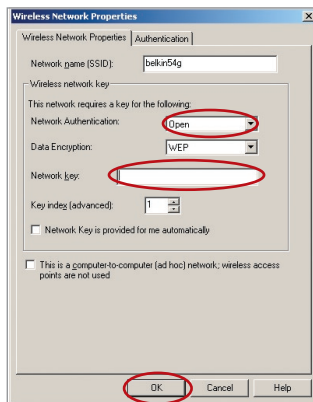 Wireless Network Properties
Wireless Network Properties Authentication
Network name (SSID): belkin54g
Wireless network key
This network requires a key for the following:
Network Authentication: Open
Data Encryption: WEP
Network key:
Key index (advanced): 1
Network Key is provided for me automatically
This is a computer-to-computer (ad hoc) network; wireless access
points are not used
OK Cancel Help